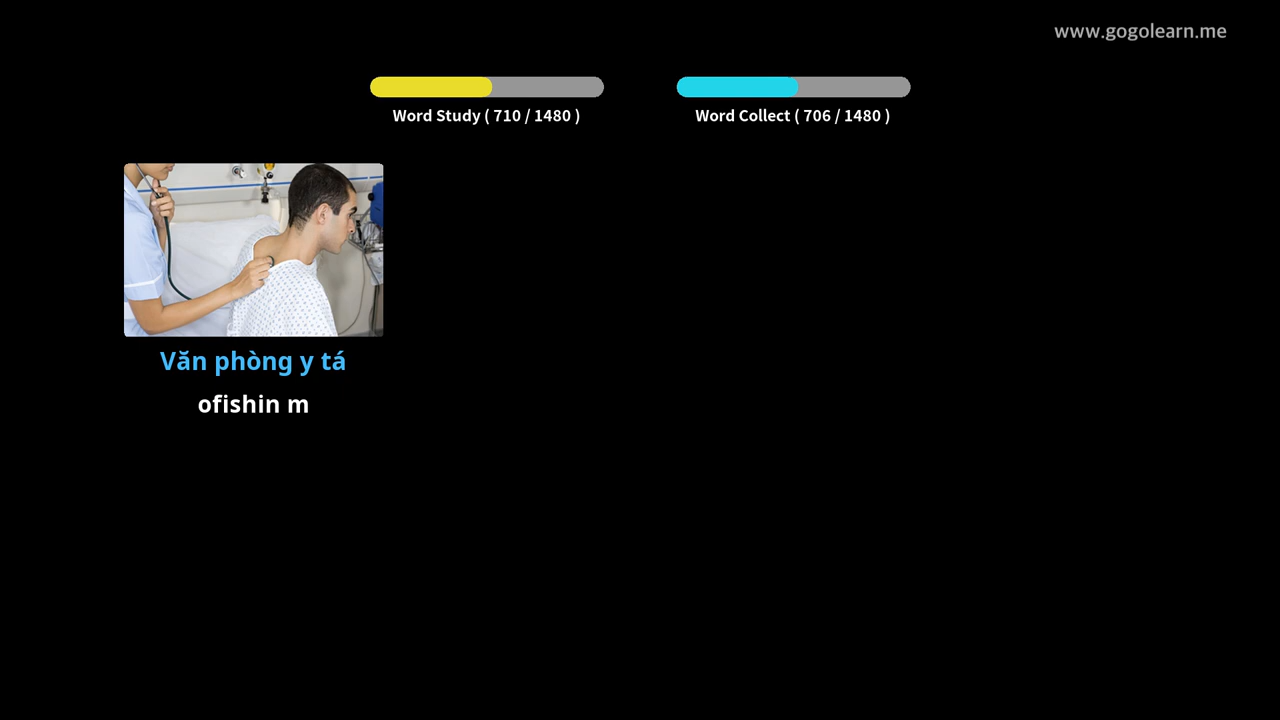 www.gogolearn.me
Word Study ( 710 / 1480 )
Word Collect ( 706 / 1480 )
Văn phòng y tá
ofishin m